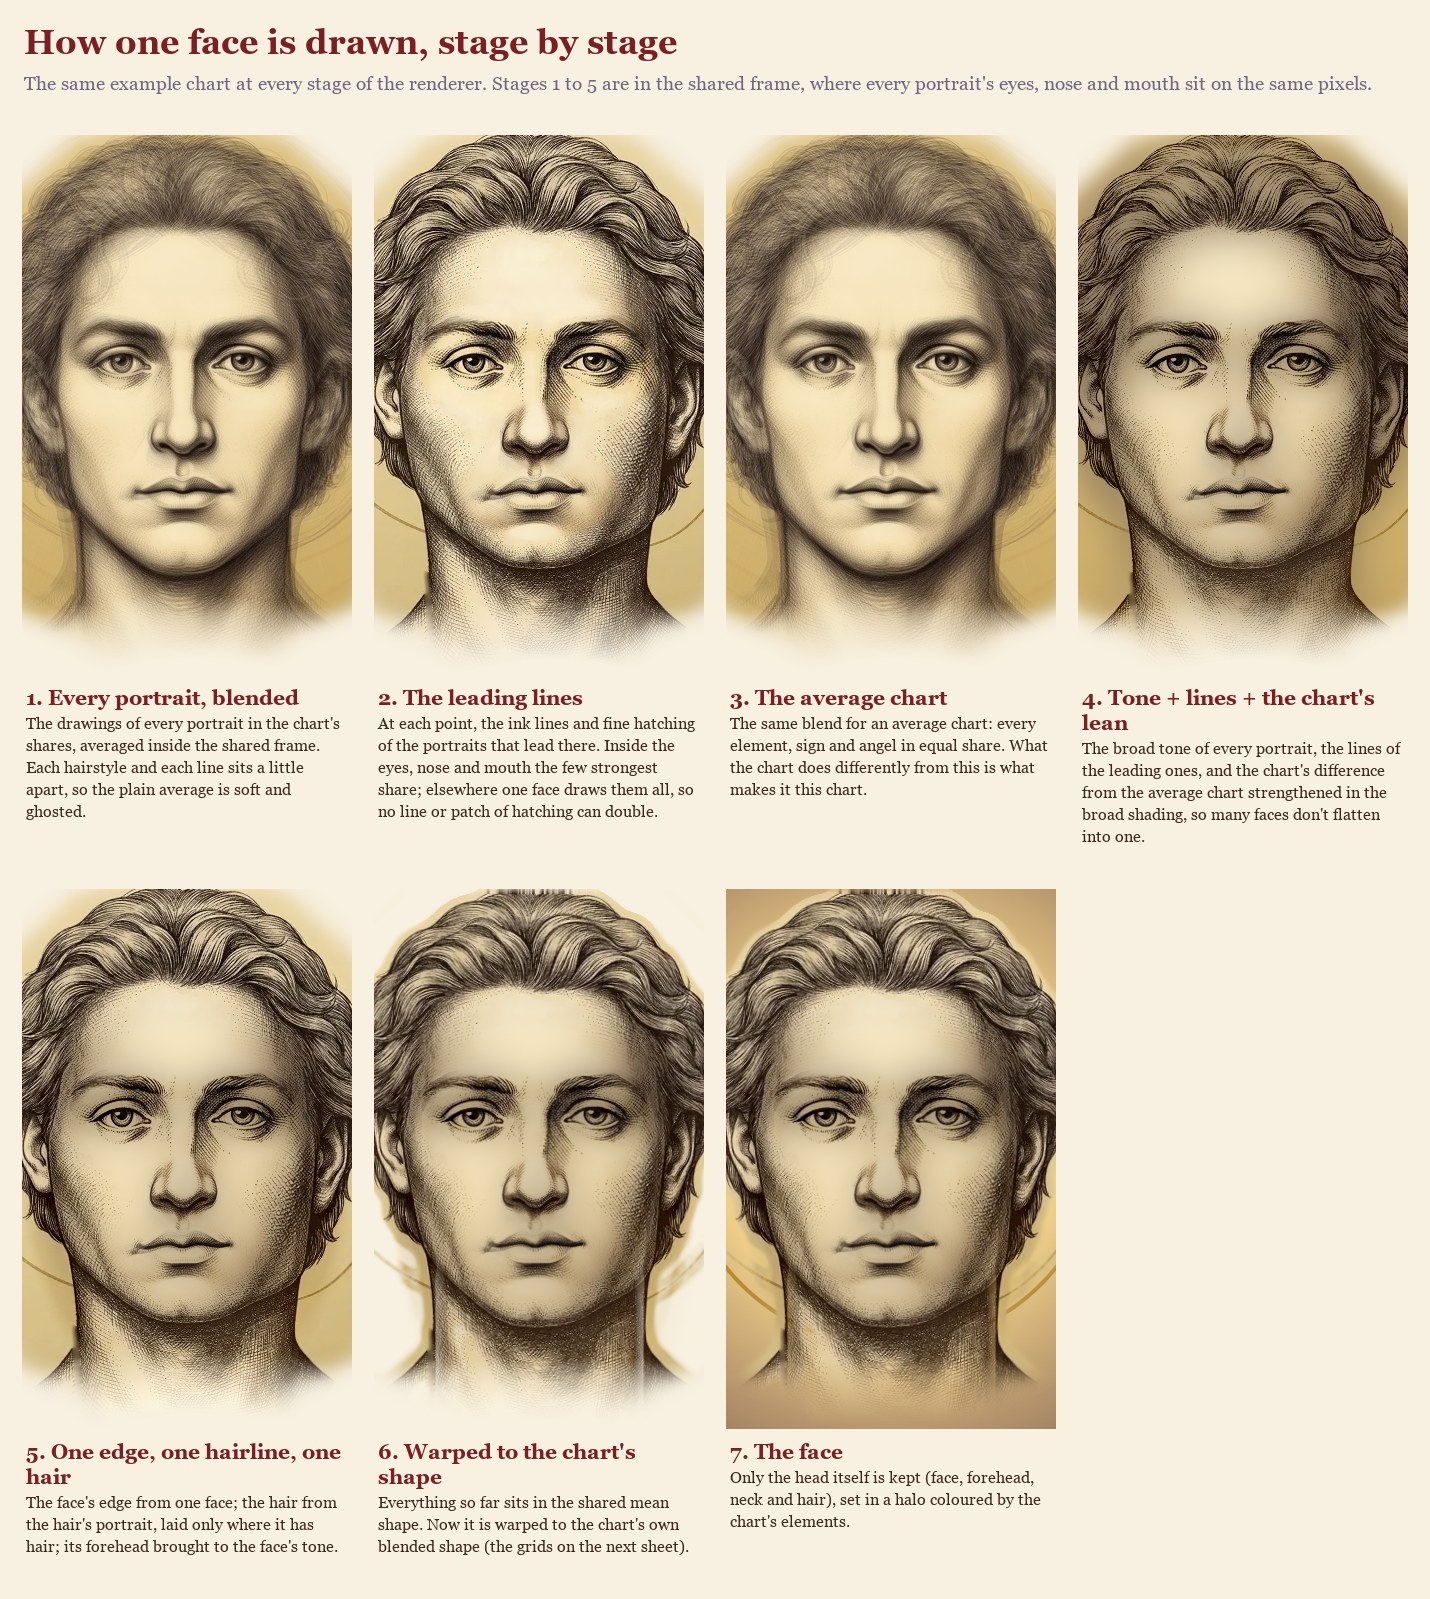 How one face is drawn, stage by stage
The same example chart at every stage of the renderer. Stages 1 to 5 are in the shared frame, where every portrait's eyes, nose and mouth sit on the same pixels.
1. Every portrait, blended
The drawings of every portrait in the chart's
shares, averaged inside the shared frame.
Each hairstyle and each line sits a little
apart, so the plain average is soft and
ghosted.
2. The leading lines
At each point, the ink lines and fine hatching
of the portraits that lead there. Inside the
eyes, nose and mouth the few strongest
share; elsewhere one face draws them all, so
no line or patch of hatching can double.
3. The average chart
The same blend for an average chart: every
element, sign and angel in equal share. What
the chart does differently from this is what
makes it this chart.
4. Tone + lines + the chart's
lean
The broad tone of every portrait, the lines of
the leading ones, and the chart's difference
from the average chart strengthened in the
broad shading, so many faces don't flatten
into one.
5. One edge, one hairline, one
hair
The face's edge from one face; the hair from
the hair's portrait, laid only where it has
hair; its forehead brought to the face's tone.
6. Warped to the chart's
shape
Everything so far sits in the shared mean
shape. Now it is warped to the chart's own
blended shape (the grids on the next sheet).
7. The face
Only the head itself is kept (face, forehead,
neck and hair), set in a halo coloured by the
chart's elements.